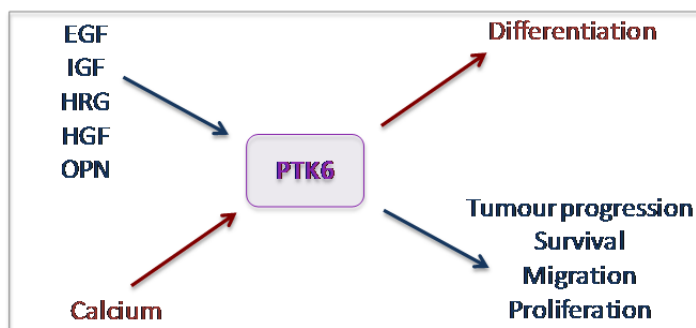 EGF
IGF
HRG
HGF
OPN
Calcium
PTK6
Differentiation
Tumour progression
Survival
Migration
Proliferation